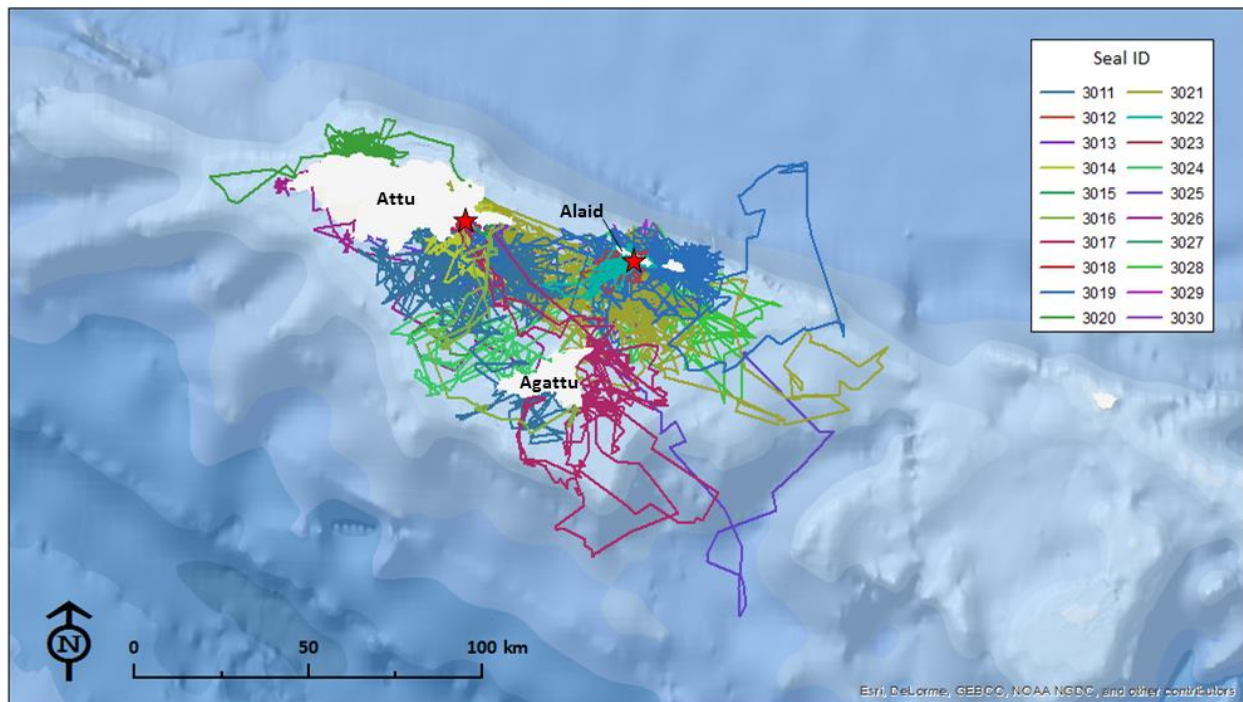 Seal ID
3011 3021
3012 3022
3013 3023
3014 3024
3015 3025
3016 3026
3017 3027
3018 3028
3019 3029
3020 3030
Attu
Alaid
Agattu
N
0 50 100 km
Esri, DeLorme, GEBCO, NOAA NGDC, and other contributors